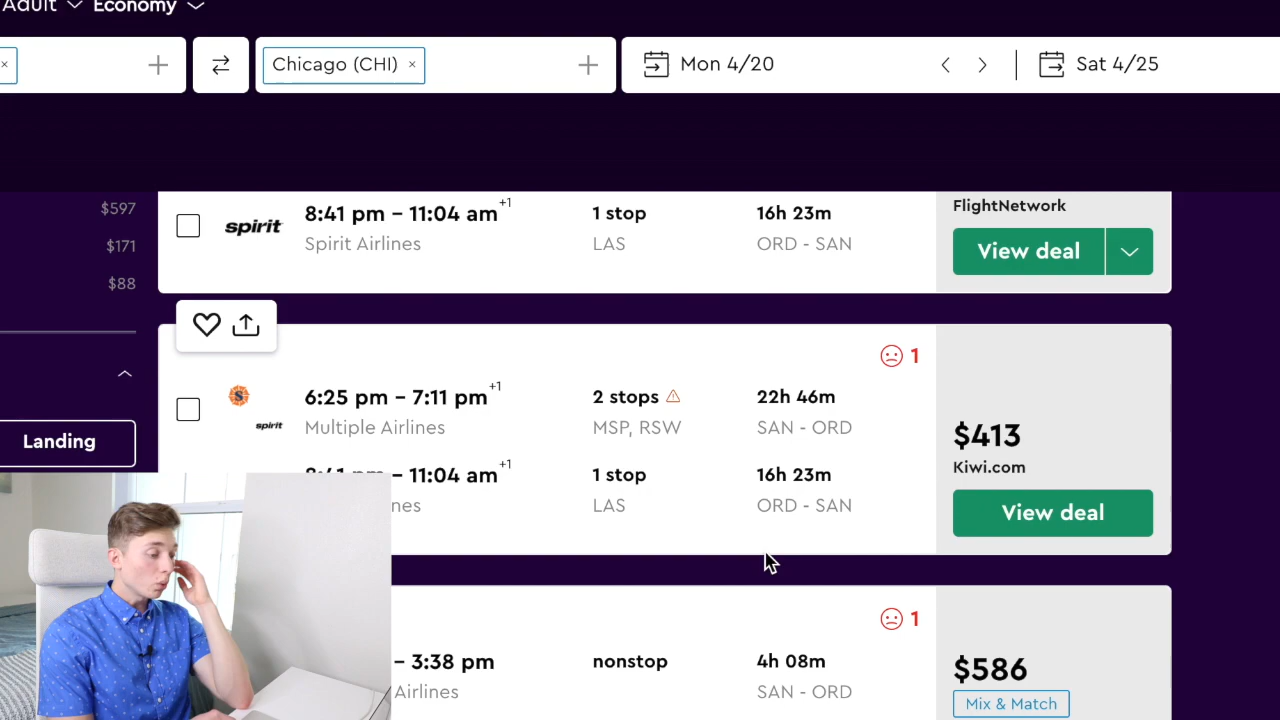 Adult Economy
Chicago (CHI) × Mon 4/20 Sat 4/25
$597
$171
$88
Landing
spirit 8:41 pm – 11:04 am +1 1 stop 16h 23m
Spirit Airlines LAS ORD - SAN
FlightNetwork
View deal
1
6:25 pm – 7:11 pm +1 2 stops 22h 46m
spirit Multiple Airlines MSP, RSW SAN - ORD
– 11:04 am +1 1 stop 16h 23m
LAS ORD - SAN
$413
Kiwi.com
View deal
1
– 3:38 pm nonstop 4h 08m
Airlines SAN - ORD
$586
Mix & Match